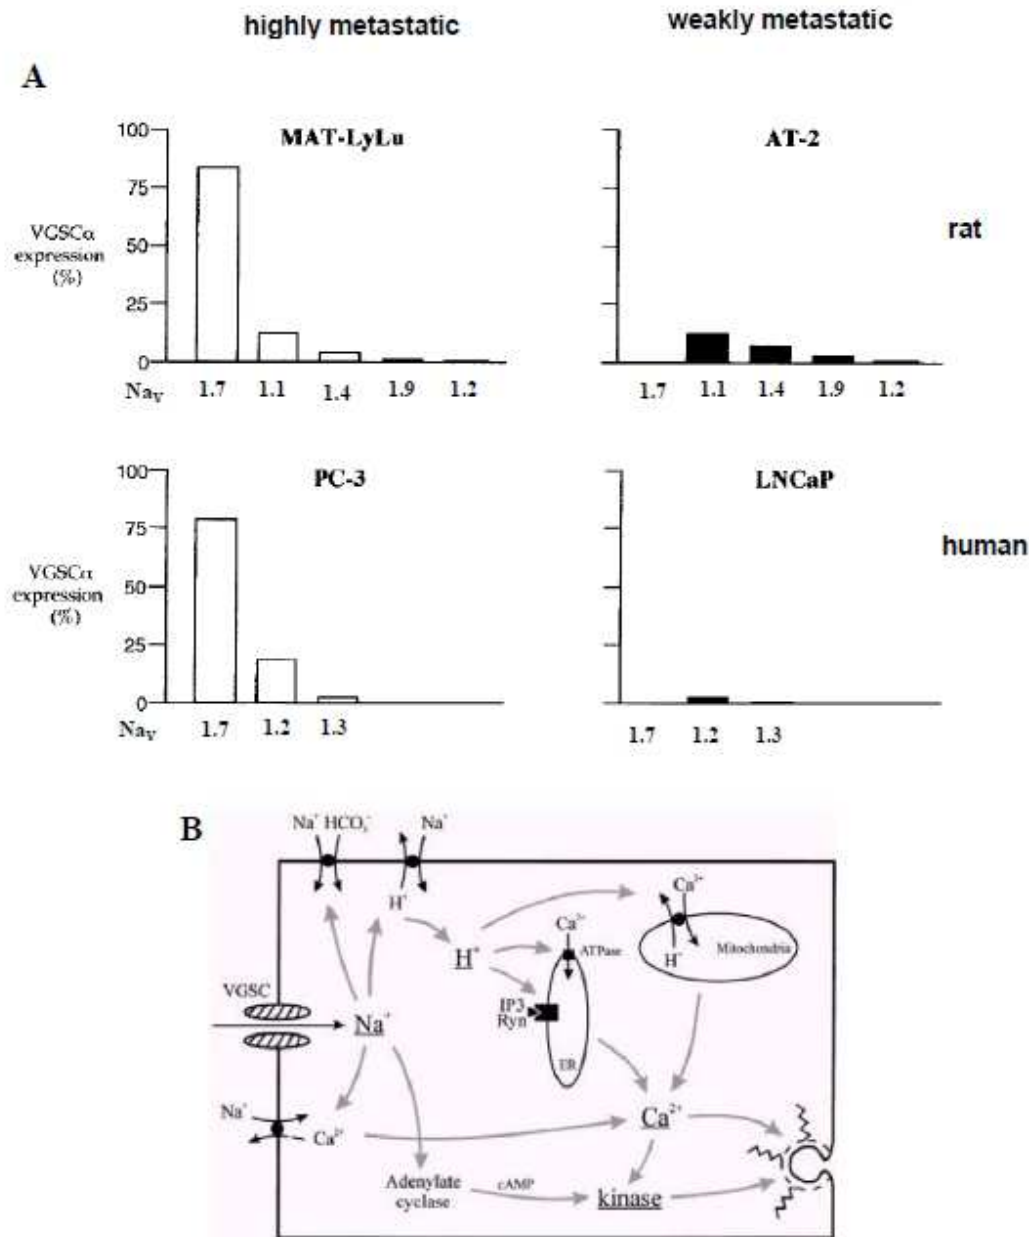 highly metastatic weakly metastatic
A
100 MAT-LyLu AT-2
75
VGSCα
expression
(%)
50
rat
25
0
Naᵥ 1.7 1.1 1.4 1.9 1.2 1.7 1.1 1.4 1.9 1.2
100 PC-3 LNCaP
75
human
VGSCα
expression
(%)
50
25
0
Naᵥ 1.7 1.2 1.3 1.7 1.2 1.3
B
Na⁺ HCO₃⁻ Na⁺
H⁺
H⁺
Ca²⁺
ATPase
Ca²⁺
H⁺
Mitochondria
VGSC
Na⁺
IP3
Ryn
ER
Na⁺
Ca²⁺
Ca²⁺
Adenylate
cyclase
cAMP
kinase